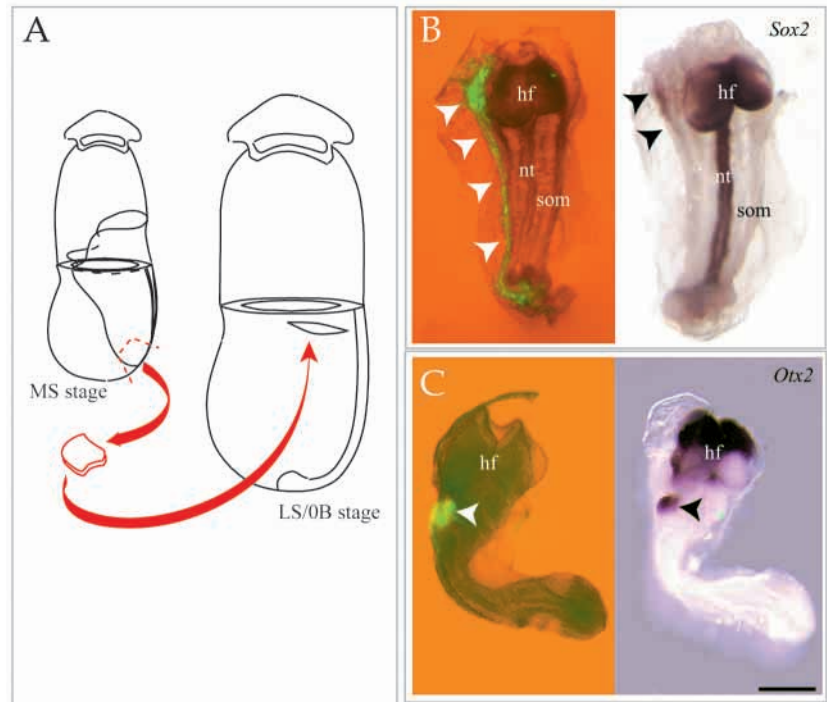 A
MS stage
LS/0B stage
B
hf
nt
som
Sox2
hf
nt
som
C
hf
Otx2
hf